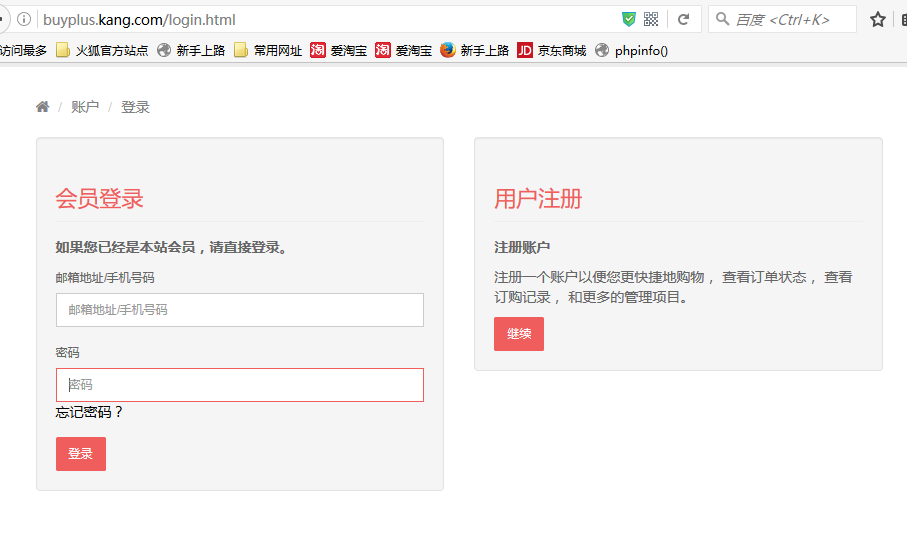 buyplus.kang.com/login.html
百度 <Ctrl+K>
访问最多 火狐官方站点 新手上路 常用网址 淘 爱淘宝 淘 爱淘宝 新手上路 JD 京东商城 phpinfo()
/ 账户 / 登录
会员登录
如果您已经是本站会员，请直接登录。
邮箱地址/手机号码
邮箱地址/手机号码
密码
密码
忘记密码？
登录
用户注册
注册账户
注册一个账户以便您更快捷地购物， 查看订单状态， 查看
订购记录， 和更多的管理项目。
继续